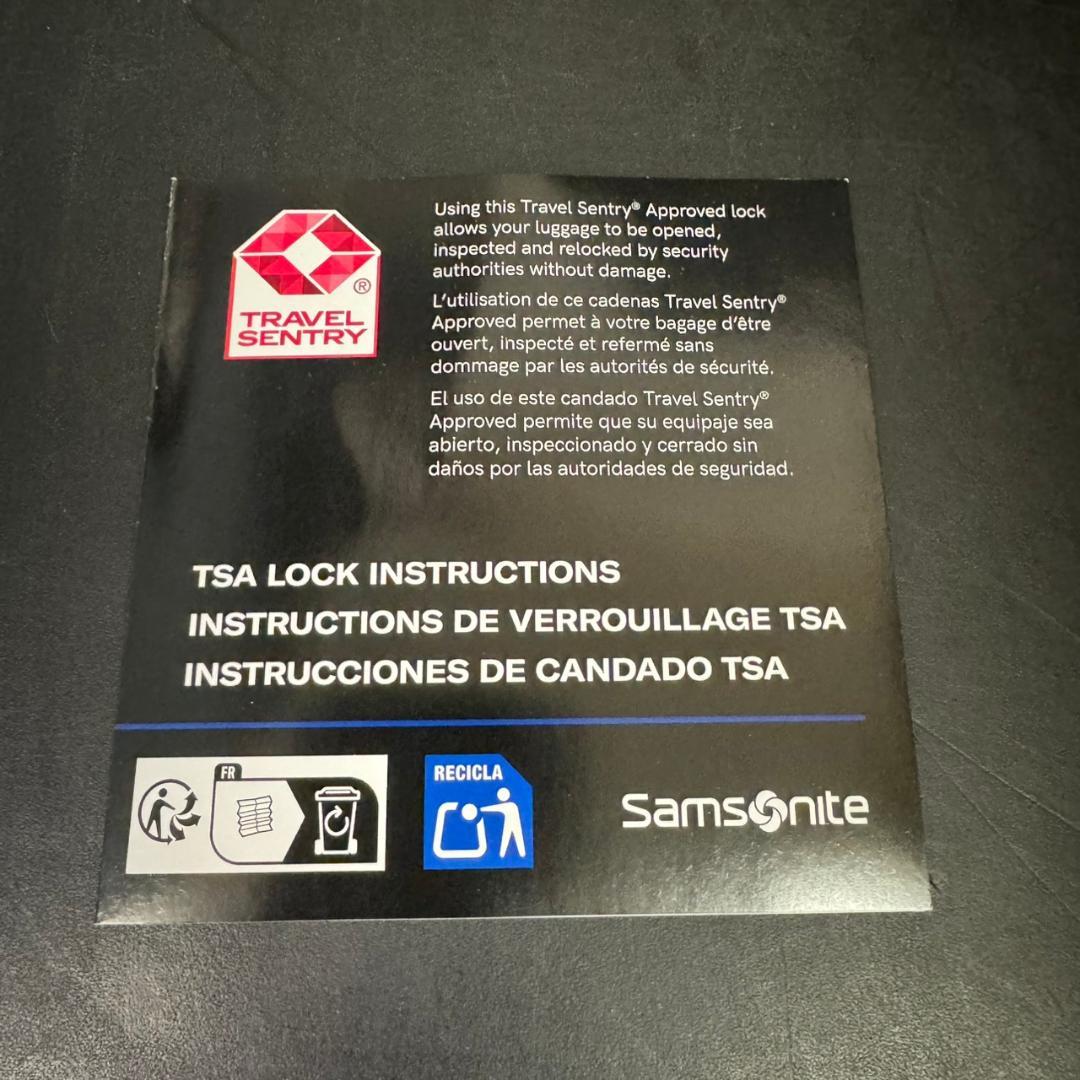 TRAVEL
SENTRY
®
Using this Travel Sentry® Approved lock
allows your luggage to be opened,
inspected and relocked by security
authorities without damage.
L'utilisation de ce cadenas Travel Sentry®
Approved permet à votre bagage d'être
ouvert, inspecté et refermé sans
dommage par les autorités de sécurité.
El uso de este candado Travel Sentry®
Approved permite que su equipaje sea
abierto, inspeccionado y cerrado sin
daños por las autoridades de seguridad.
TSA LOCK INSTRUCTIONS
INSTRUCTIONS DE VERROUILLAGE TSA
INSTRUCCIONES DE CANDADO TSA
FR
RECICLA
Samsonite